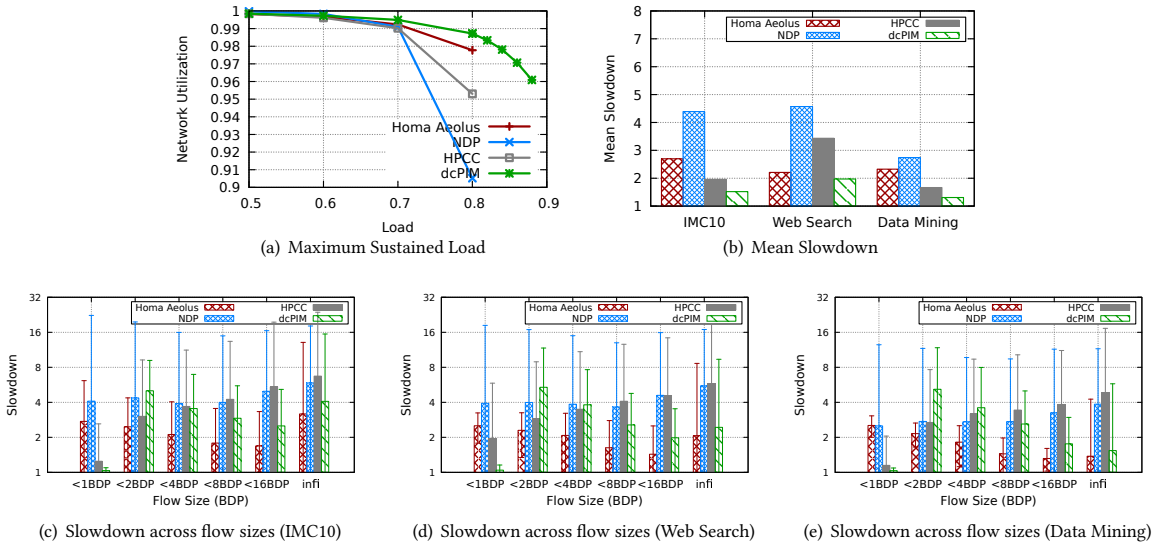 1
0.99
0.98
0.97
0.96
0.95
0.94
0.93
0.92
0.91
0.9
Network Utilization
0.5
0.6
0.7
0.8
0.9
Load
Homa Aeolus
NDP
HPCC
dcPIM
(a) Maximum Sustained Load
8
7
6
5
4
3
2
1
Mean Slowdown
Homa Aeolus
NDP
HPCC
dcPIM
IMC10
Web Search
Data Mining
(b) Mean Slowdown
32
16
8
4
2
1
Slowdown
Homa Aeolus
NDP
HPCC
dcPIM
<1BDP
<2BDP
<4BDP
<8BDP
<16BDP
infi
Flow Size (BDP)
(c) Slowdown across flow sizes (IMC10)
32
16
8
4
2
1
Slowdown
Homa Aeolus
NDP
HPCC
dcPIM
<1BDP
<2BDP
<4BDP
<8BDP
<16BDP
infi
Flow Size (BDP)
(d) Slowdown across flow sizes (Web Search)
32
16
8
4
2
1
Slowdown
Homa Aeolus
NDP
HPCC
dcPIM
<1BDP
<2BDP
<4BDP
<8BDP
<16BDP
infi
Flow Size (BDP)
(e) Slowdown across flow sizes (Data Mining)